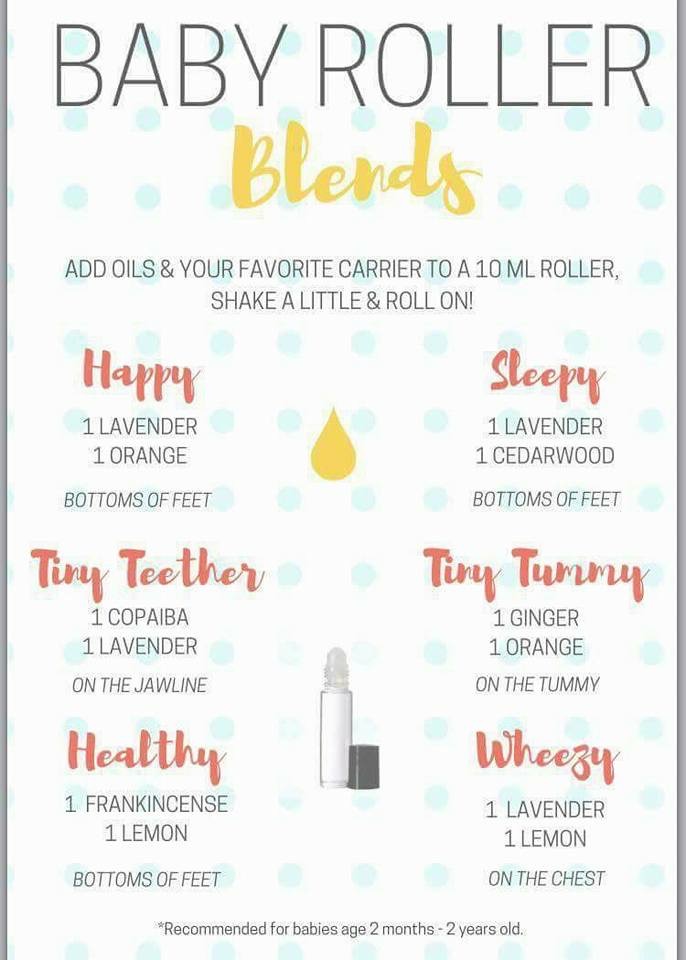 BABY ROLLER
Blends
ADD OILS & YOUR FAVORITE CARRIER TO A 10 ML ROLLER,
SHAKE A LITTLE & ROLL ON!
Happy
1 LAVENDER
1 ORANGE
BOTTOMS OF FEET
Sleepy
1 LAVENDER
1 CEDARWOOD
BOTTOMS OF FEET
Tiny Teether
1 COPAIBA
1 LAVENDER
ON THE JAWLINE
Tiny Tummy
1 GINGER
1 ORANGE
ON THE TUMMY
Healthy
1 FRANKINCENSE
1 LEMON
BOTTOMS OF FEET
Wheezy
1 LAVENDER
1 LEMON
ON THE CHEST
*Recommended for babies age 2 months - 2 years old.